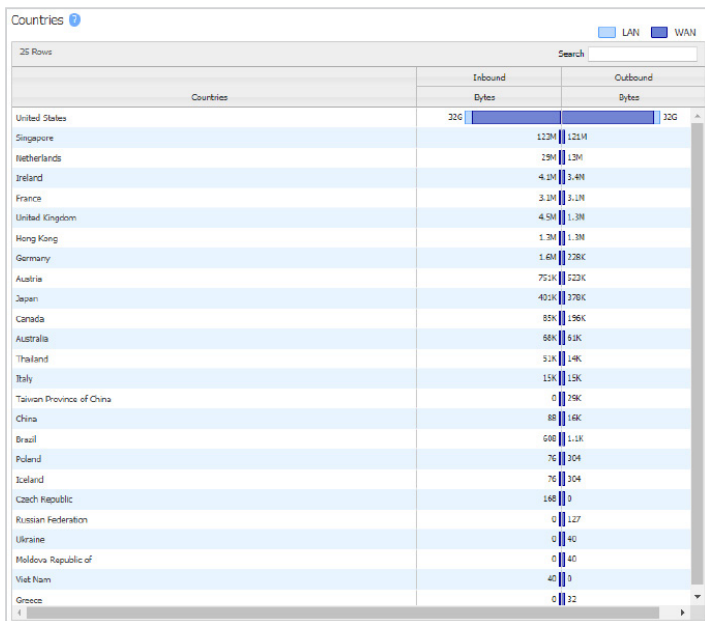 Countries ?
LAN WAN
25 Rows Search
Inbound Outbound
Countries Bytes Bytes
United States 32G 32G
Singapore 123M 121M
Netherlands 29M 13M
Ireland 4.1M 3.4M
France 3.1M 3.1M
United Kingdom 4.5M 1.3M
Hong Kong 1.3M 1.3M
Germany 1.6M 228K
Austria 751K 523K
Japan 401K 378K
Canada 85K 196K
Australia 68K 61K
Thailand 51K 14K
Italy 15K 15K
Taiwan Province of China 0 29K
China 88 16K
Brazil 608 1.1K
Poland 76 304
Iceland 76 304
Czech Republic 168 0
Russian Federation 0 127
Ukraine 0 40
Moldova Republic of 0 40
Viet Nam 40 0
Greece 0 32